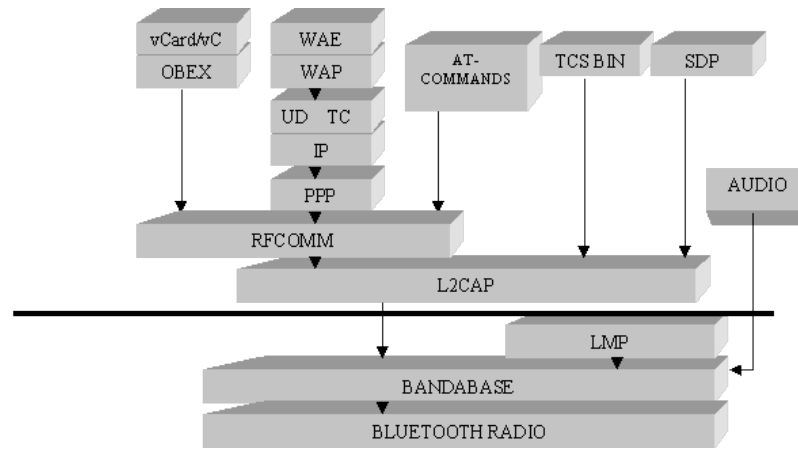 vCard/vC
OBEX
WAE
WAP
UD TC
IP
PPP
AT-
COMMANDS
TCS BIN
SDP
AUDIO
RFCOMM
L2CAP
LMP
BANDABASE
BLUETOOTH RADIO